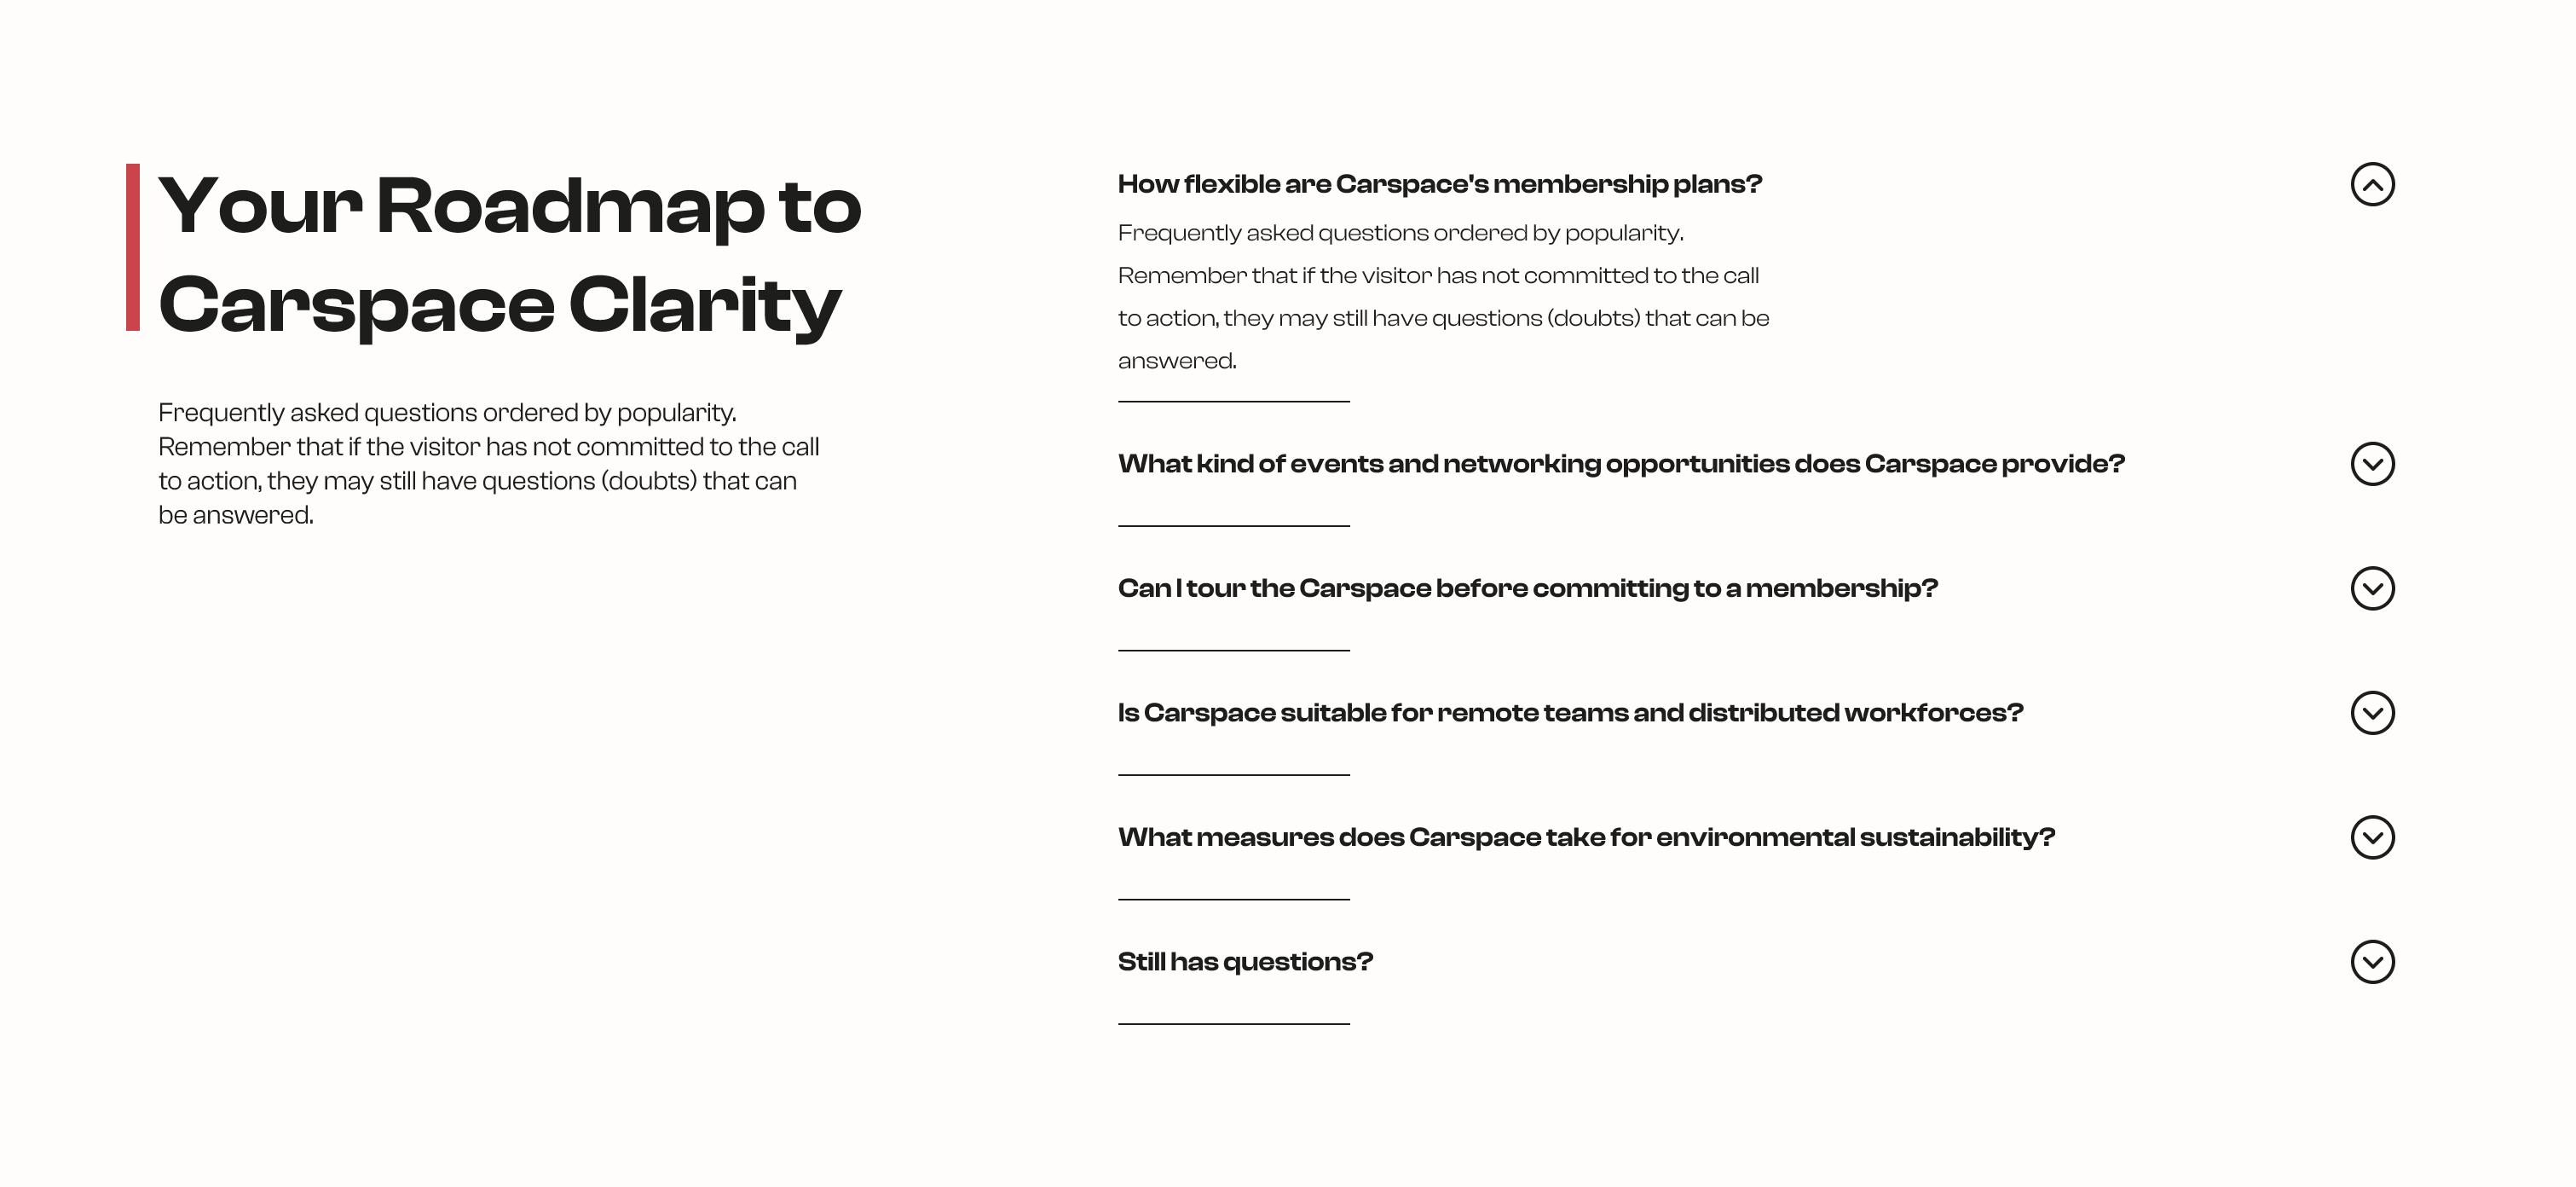 Your Roadmap to
Carspace Clarity
Frequently asked questions ordered by popularity.
Remember that if the visitor has not committed to the call
to action, they may still have questions (doubts) that can
be answered.
How flexible are Carspace's membership plans?
Frequently asked questions ordered by popularity.
Remember that if the visitor has not committed to the call
to action, they may still have questions (doubts) that can be
answered.
What kind of events and networking opportunities does Carspace provide?
Can I tour the Carspace before committing to a membership?
Is Carspace suitable for remote teams and distributed workforces?
What measures does Carspace take for environmental sustainability?
Still has questions?